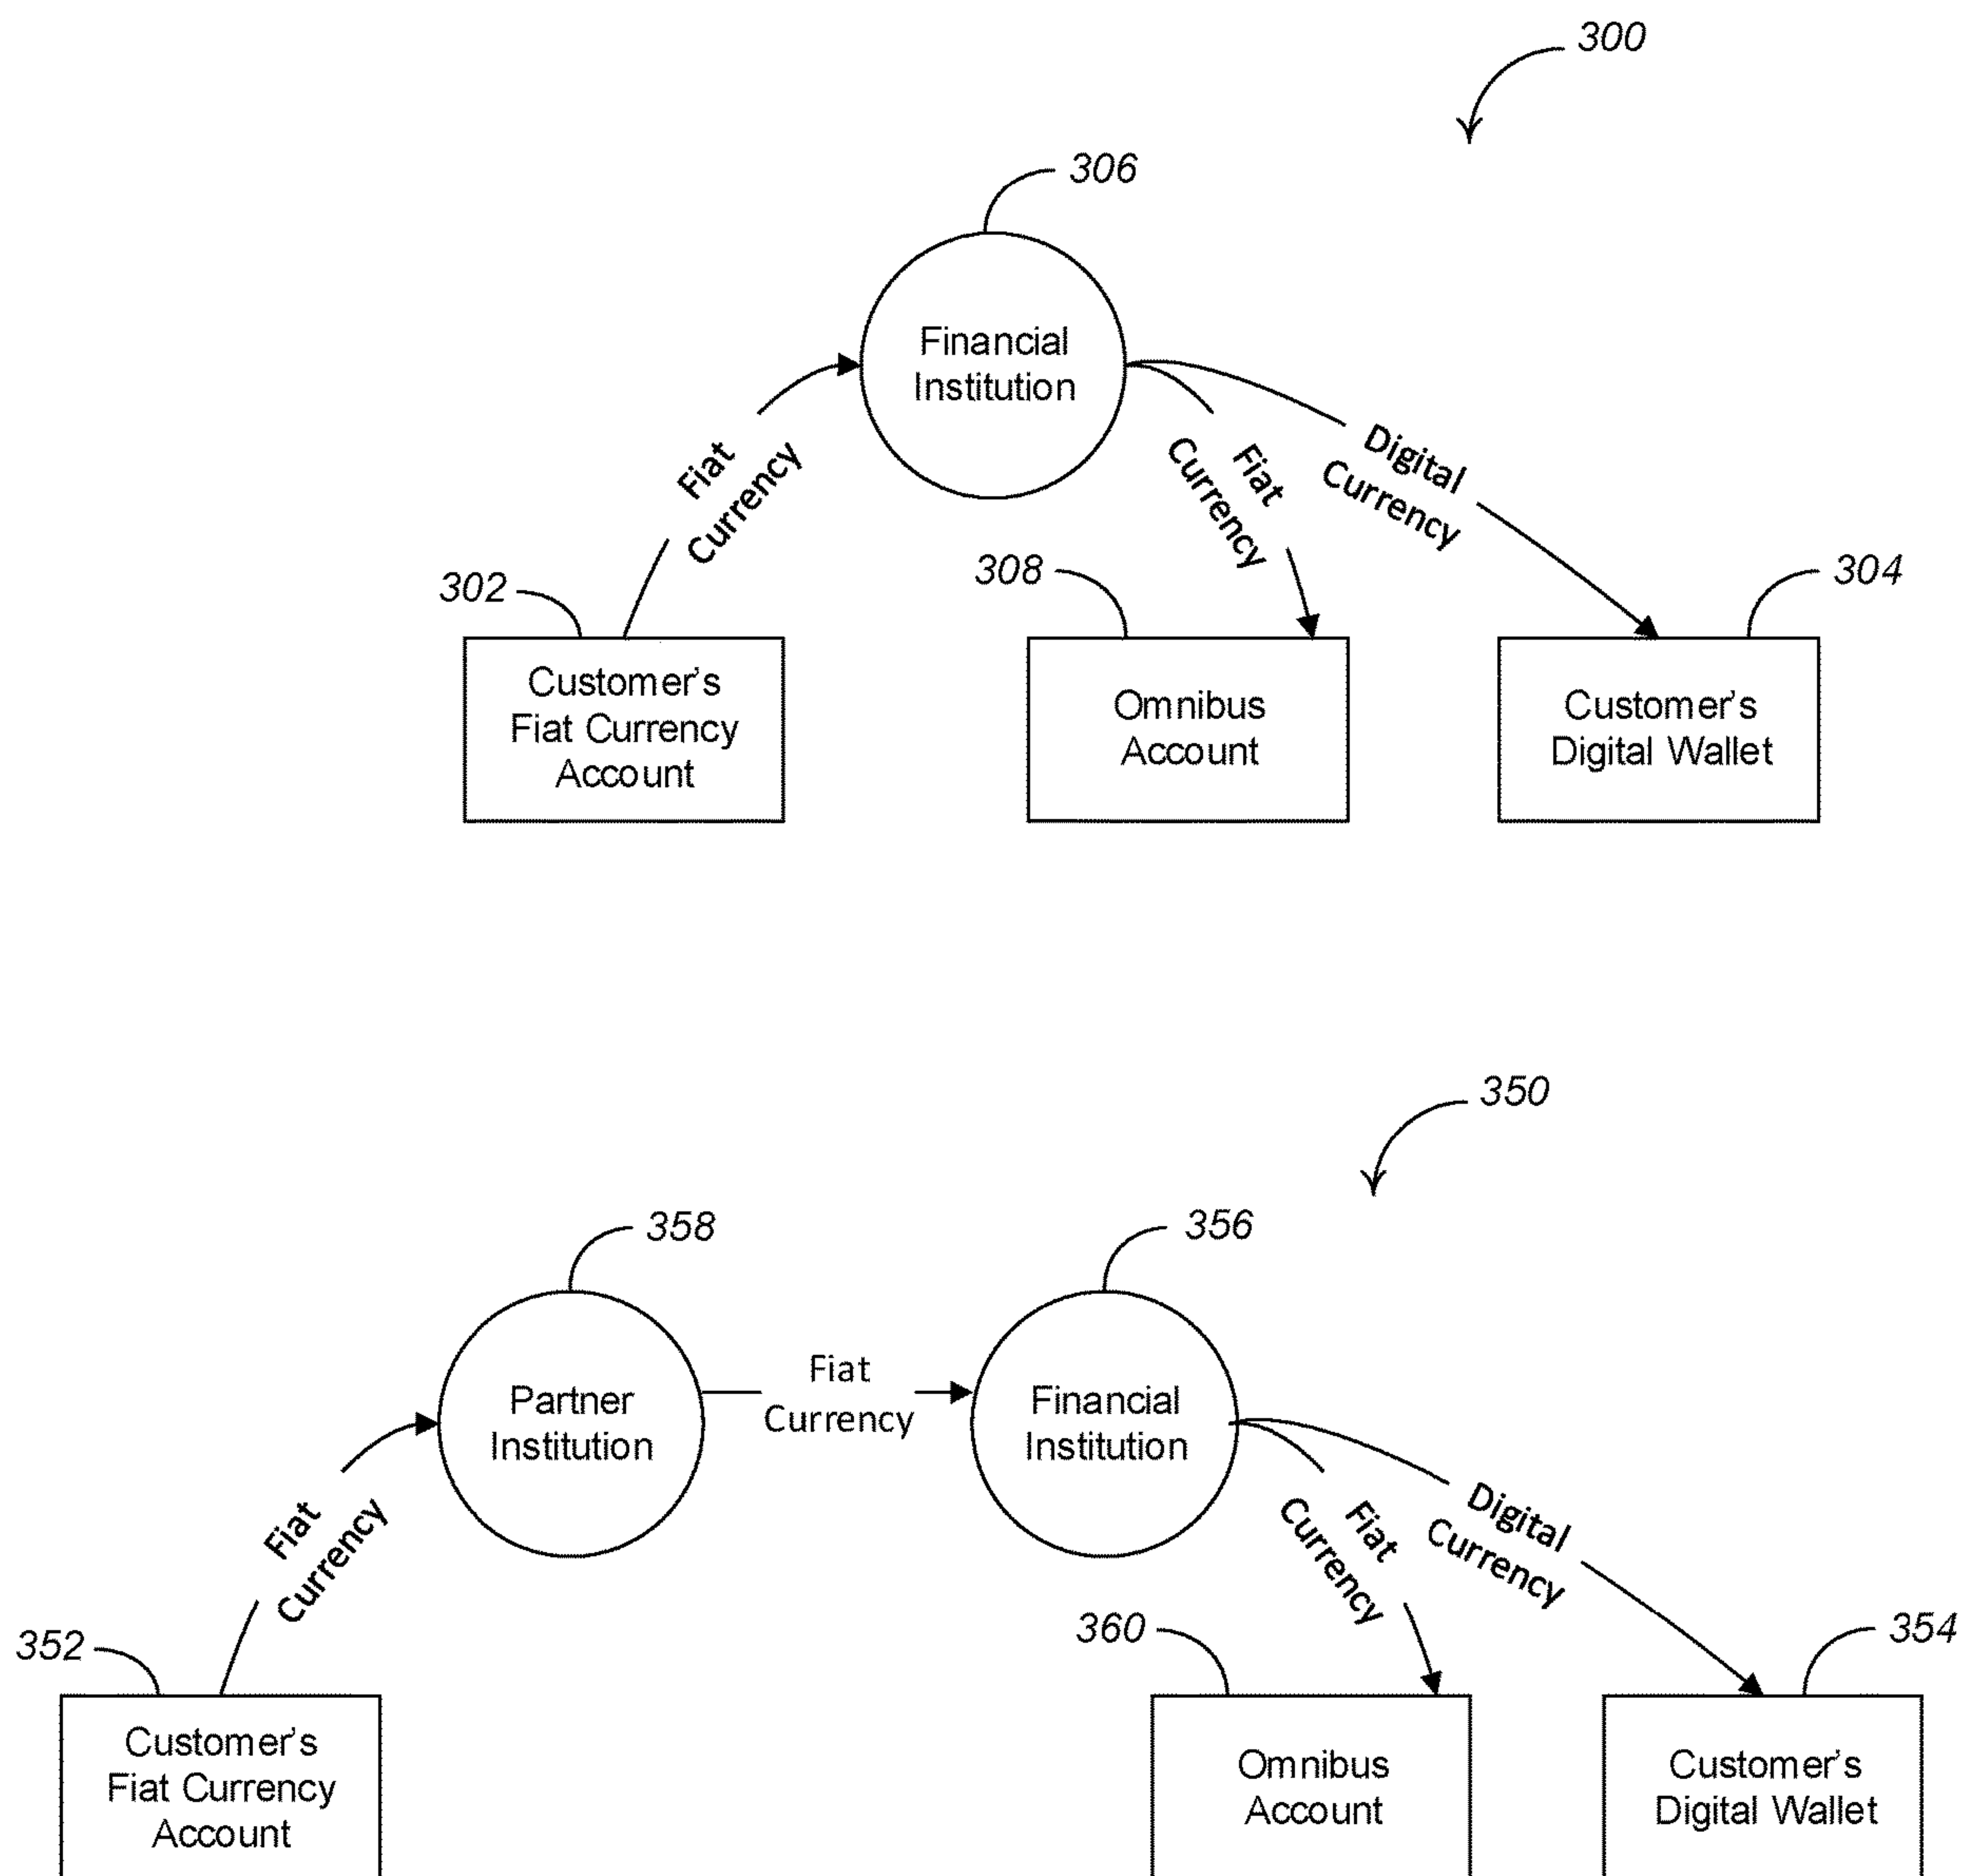 300
306
Financial
Institution
Fiat
Currency
Fiat
Currency
Digital
Currency
302
308
304
Customer's
Fiat Currency
Account
Omnibus
Account
Customer's
Digital Wallet
350
358
356
Partner
Institution
Fiat
Currency
Financial
Institution
Fiat
Currency
Fiat
Currency
Digital
Currency
352
360
354
Customer's
Fiat Currency
Account
Omnibus
Account
Customer's
Digital Wallet